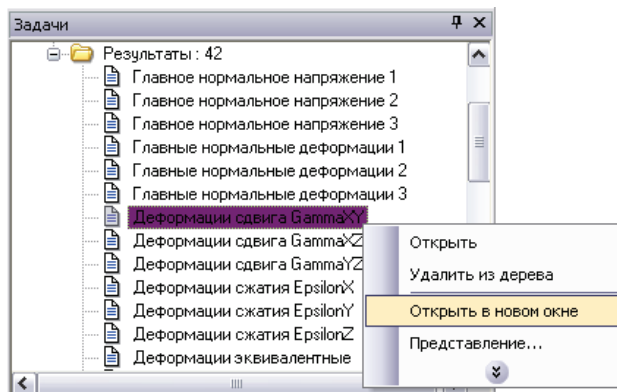 Задачи
Результаты : 42
Главное нормальное напряжение 1
Главное нормальное напряжение 2
Главное нормальное напряжение 3
Главные нормальные деформации 1
Главные нормальные деформации 2
Главные нормальные деформации 3
Деформации сдвига GammaXY
Деформации сдвига GammaXZ
Деформации сдвига GammaYZ
Деформации сжатия EpsilonX
Деформации сжатия EpsilonY
Деформации сжатия EpsilonZ
Деформации эквивалентные
Открыть
Удалить из дерева
Открыть в новом окне
Представление...